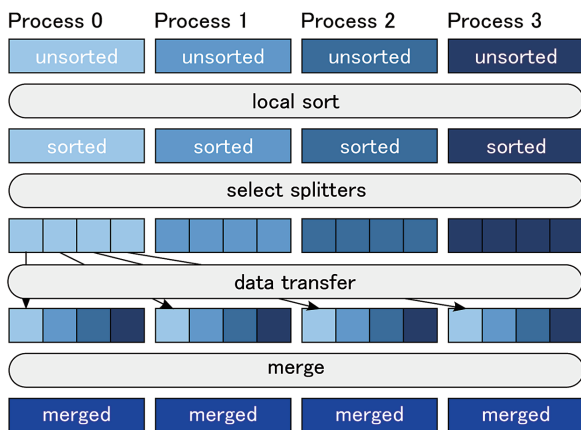 Process 0 Process 1 Process 2 Process 3
unsorted unsorted unsorted unsorted
local sort
sorted sorted sorted sorted
select splitters
data transfer
merge
merged merged merged merged